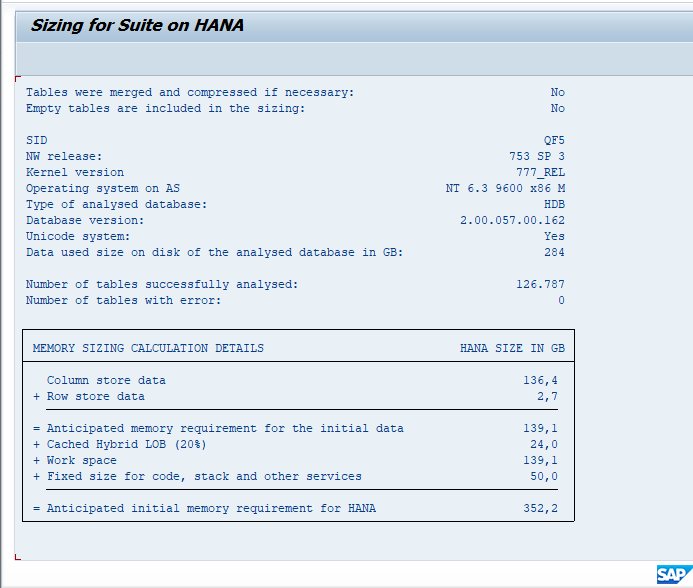 Sizing for Suite on HANA
Tables were merged and compressed if necessary: No
Empty tables are included in the sizing: No
SID QF5
NW release: 753 SP 3
Kernel version 777_REL
Operating system on AS NT 6.3 9600 x86 M
Type of analysed database: HDB
Database version: 2.00.057.00.162
Unicode system: Yes
Data used size on disk of the analysed database in GB: 284
Number of tables successfully analysed: 126.787
Number of tables with error: 0
MEMORY SIZING CALCULATION DETAILS HANA SIZE IN GB
Column store data 136,4
+ Row store data 2,7
= Anticipated memory requirement for the initial data 139,1
+ Cached Hybrid LOB (20%) 24,0
+ Work space 139,1
+ Fixed size for code, stack and other services 50,0
= Anticipated initial memory requirement for HANA 352,2
SAP